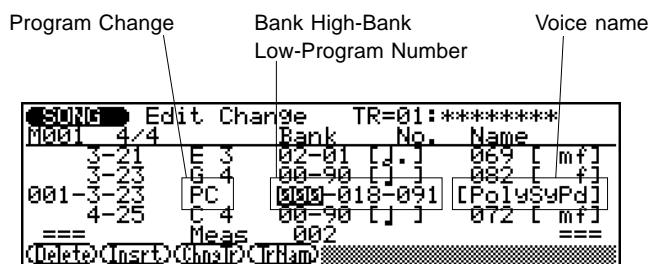 Program Change
Bank High-Bank
Low-Program Number
Voice name
SONG Edit Change TR=01:********
M001 4/4 Bank No. Name
3-21 E 3 02-01 [♩.] 069 [ mf]
3-23 G 4 00-90 [♩ ] 082 [ f]
001-3-23 PC 000-018-091 [PolySyPd]
4-25 C 4 00-90 [♩ ] 072 [ mf]
=== Meas 002 ===
(Delete)(Insrt)(ChngTr)(TrNam)